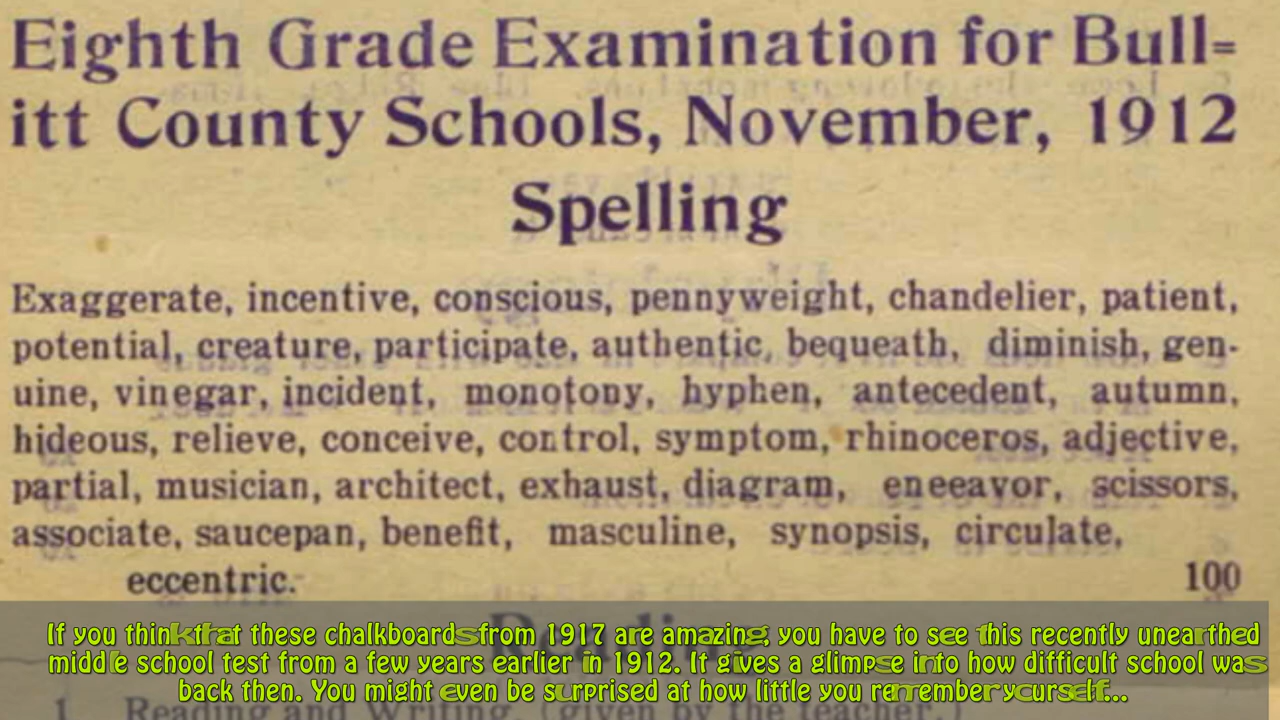 Eighth Grade Examination for Bull=
itt County Schools, November, 1912
Spelling
Exaggerate, incentive, conscious, pennyweight, chandelier, patient,
potential, creature, participate, authentic, bequeath, diminish, gen-
uine, vinegar, incident, monotony, hyphen, antecedent, autumn,
hideous, relieve, conceive, control, symptom, rhinoceros, adjective,
partial, musician, architect, exhaust, diagram, eneeavor, scissors,
associate, saucepan, benefit, masculine, synopsis, circulate,
eccentric. 100
Reading
If you think that these chalkboards from 1917 are amazing, you have to see this recently unearthed
middle school test from a few years earlier in 1912. It gives a glimpse into how difficult school was
back then. You might even be surprised at how little you remember yourself...
1 Reading and Writing. (given by the teacher.)